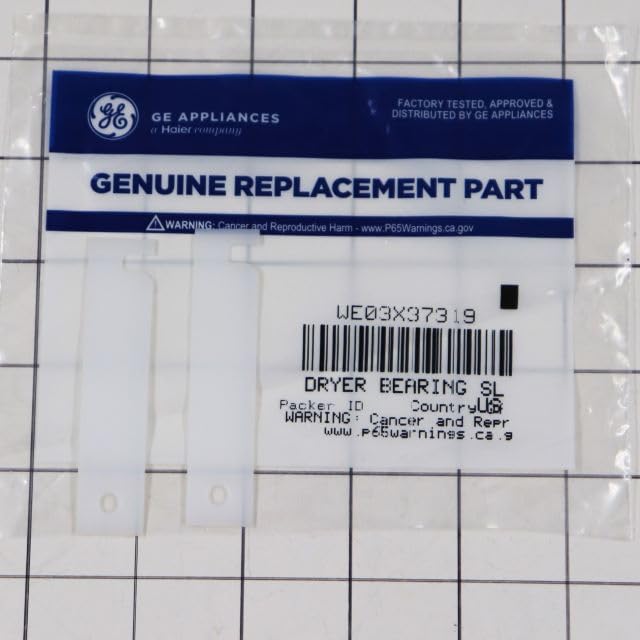 GE
GE APPLIANCES
a Haier company
FACTORY TESTED, APPROVED &
DISTRIBUTED BY GE APPLIANCES
GENUINE REPLACEMENT PART
WARNING: Cancer and Reproductive Harm - www.P65Warnings.ca.gov
WE03X37319
DRYER BEARING SL
Packer ID Country US
WARNING: Cancer and Repr
www.p65warnings.ca.g